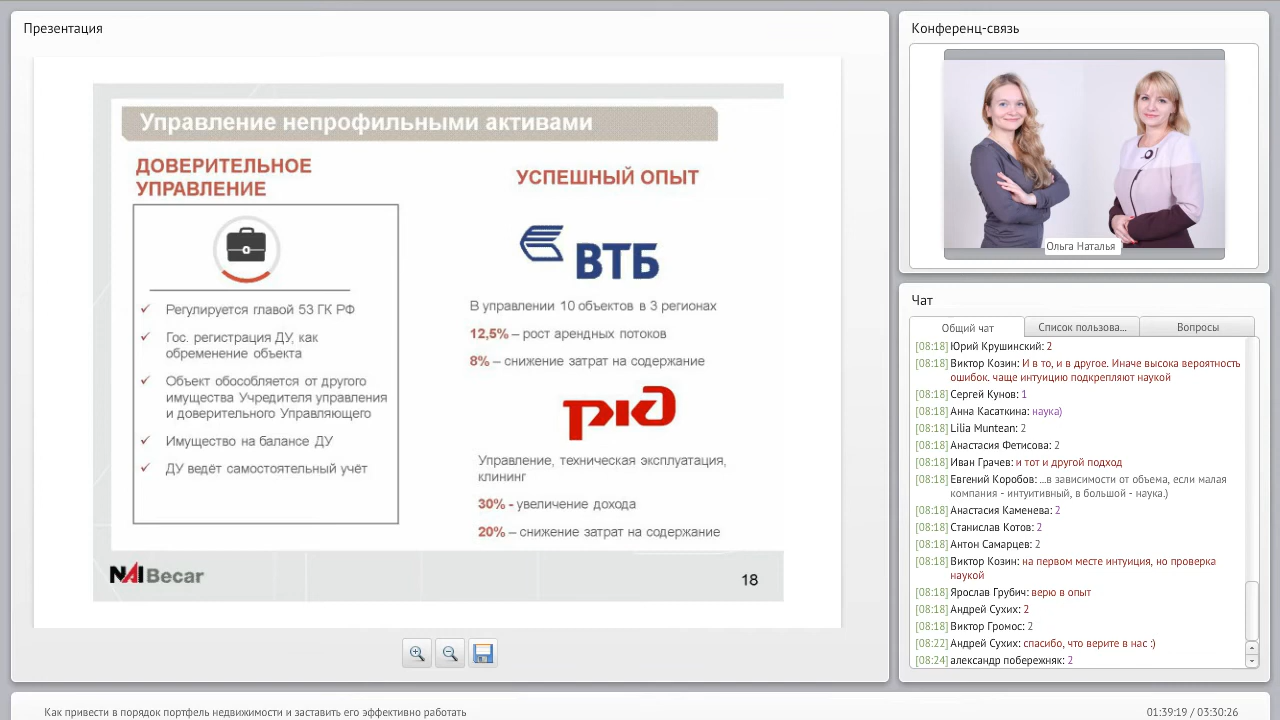 Презентация
Управление непрофильными активами
ДОВЕРИТЕЛЬНОЕ
УПРАВЛЕНИЕ
Регулируется главой 53 ГК РФ
Гос. регистрация ДУ, как
обременение объекта
Объект обособляется от другого
имущества Учредителя управления
и доверительного Управляющего
Имущество на балансе ДУ
ДУ ведёт самостоятельный учёт
УСПЕШНЫЙ ОПЫТ
ВТБ
В управлении 10 объектов в 3 регионах
12,5% – рост арендных потоков
8% – снижение затрат на содержание
ржд
Управление, техническая эксплуатация,
клининг
30% - увеличение дохода
20% – снижение затрат на содержание
NAI Becar
18
Конференц-связь
Ольга Наталья
Чат
Общий чат
Список пользова...
Вопросы
[08:18] Юрий Крушинский: 2
[08:18] Виктор Козин: И в то, и в другое. Иначе высока вероятность
ошибок. чаще интуицию подкрепляют наукой
[08:18] Сергей Кунов: 1
[08:18] Анна Касаткина: наука)
[08:18] Lilia Muntean: 2
[08:18] Анастасия Фетисова: 2
[08:18] Иван Грачев: и тот и другой подход
[08:18] Евгений Коробов: ...в зависимости от объема, если малая
компания - интуитивный, в большой - наука.)
[08:18] Анастасия Каменева: 2
[08:18] Станислав Котов: 2
[08:18] Антон Самарцев: 2
[08:18] Виктор Козин: на первом месте интуиция, но проверка
наукой
[08:18] Ярослав Грубич: верю в опыт
[08:18] Андрей Сухих: 2
[08:18] Виктор Громос: 2
[08:22] Андрей Сухих: спасибо, что верите в нас :)
[08:24] александр побережняк: 2
Как привести в порядок портфель недвижимости и заставить его эффективно работать
01:39:19 / 03:30:26